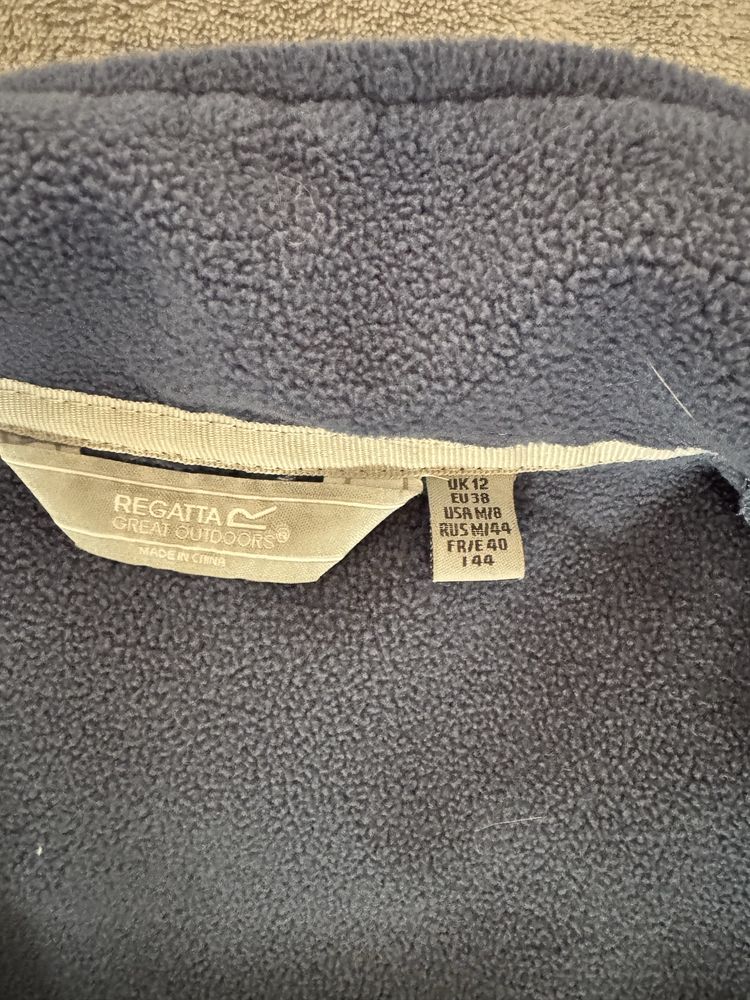 REGATTA
GREAT OUTDOORS®
MADE IN CHINA
UK 12
EU 38
USA M/8
RUS M/44
FR/E 40
I 44